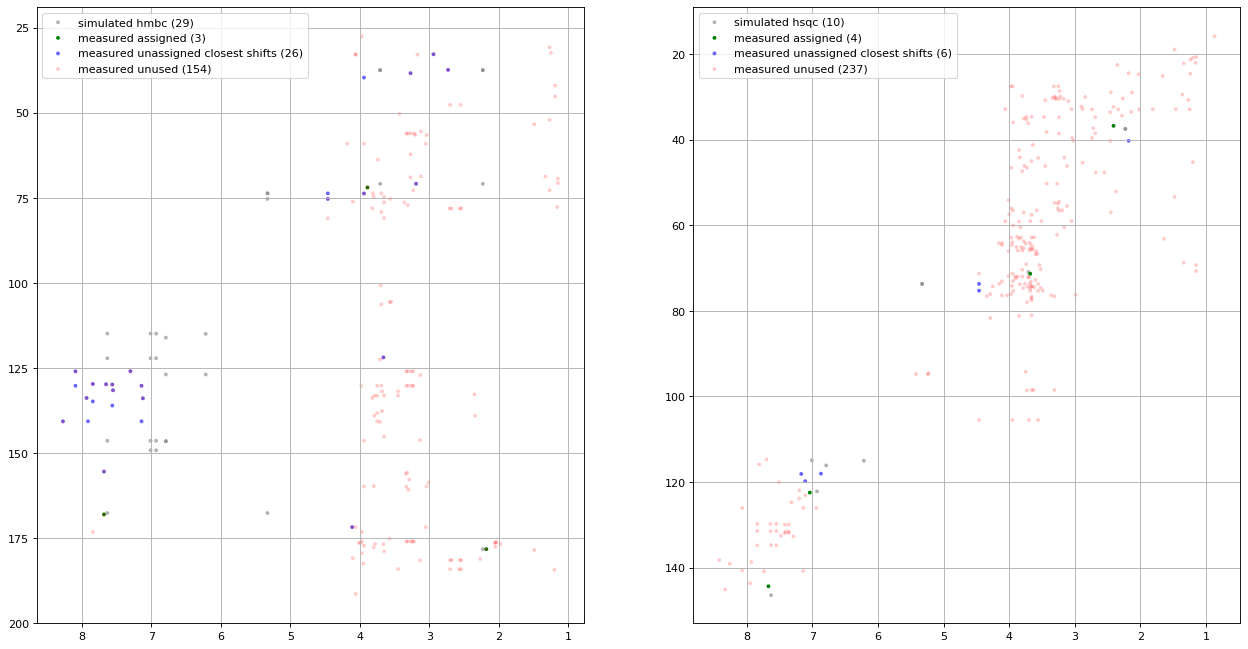 simulated hmbc (29)
measured assigned (3)
measured unassigned closest shifts (26)
measured unused (154)
25
50
75
100
125
150
175
200
8 7 6 5 4 3 2 1
simulated hsqc (10)
measured assigned (4)
measured unassigned closest shifts (6)
measured unused (237)
20
40
60
80
100
120
140
8 7 6 5 4 3 2 1